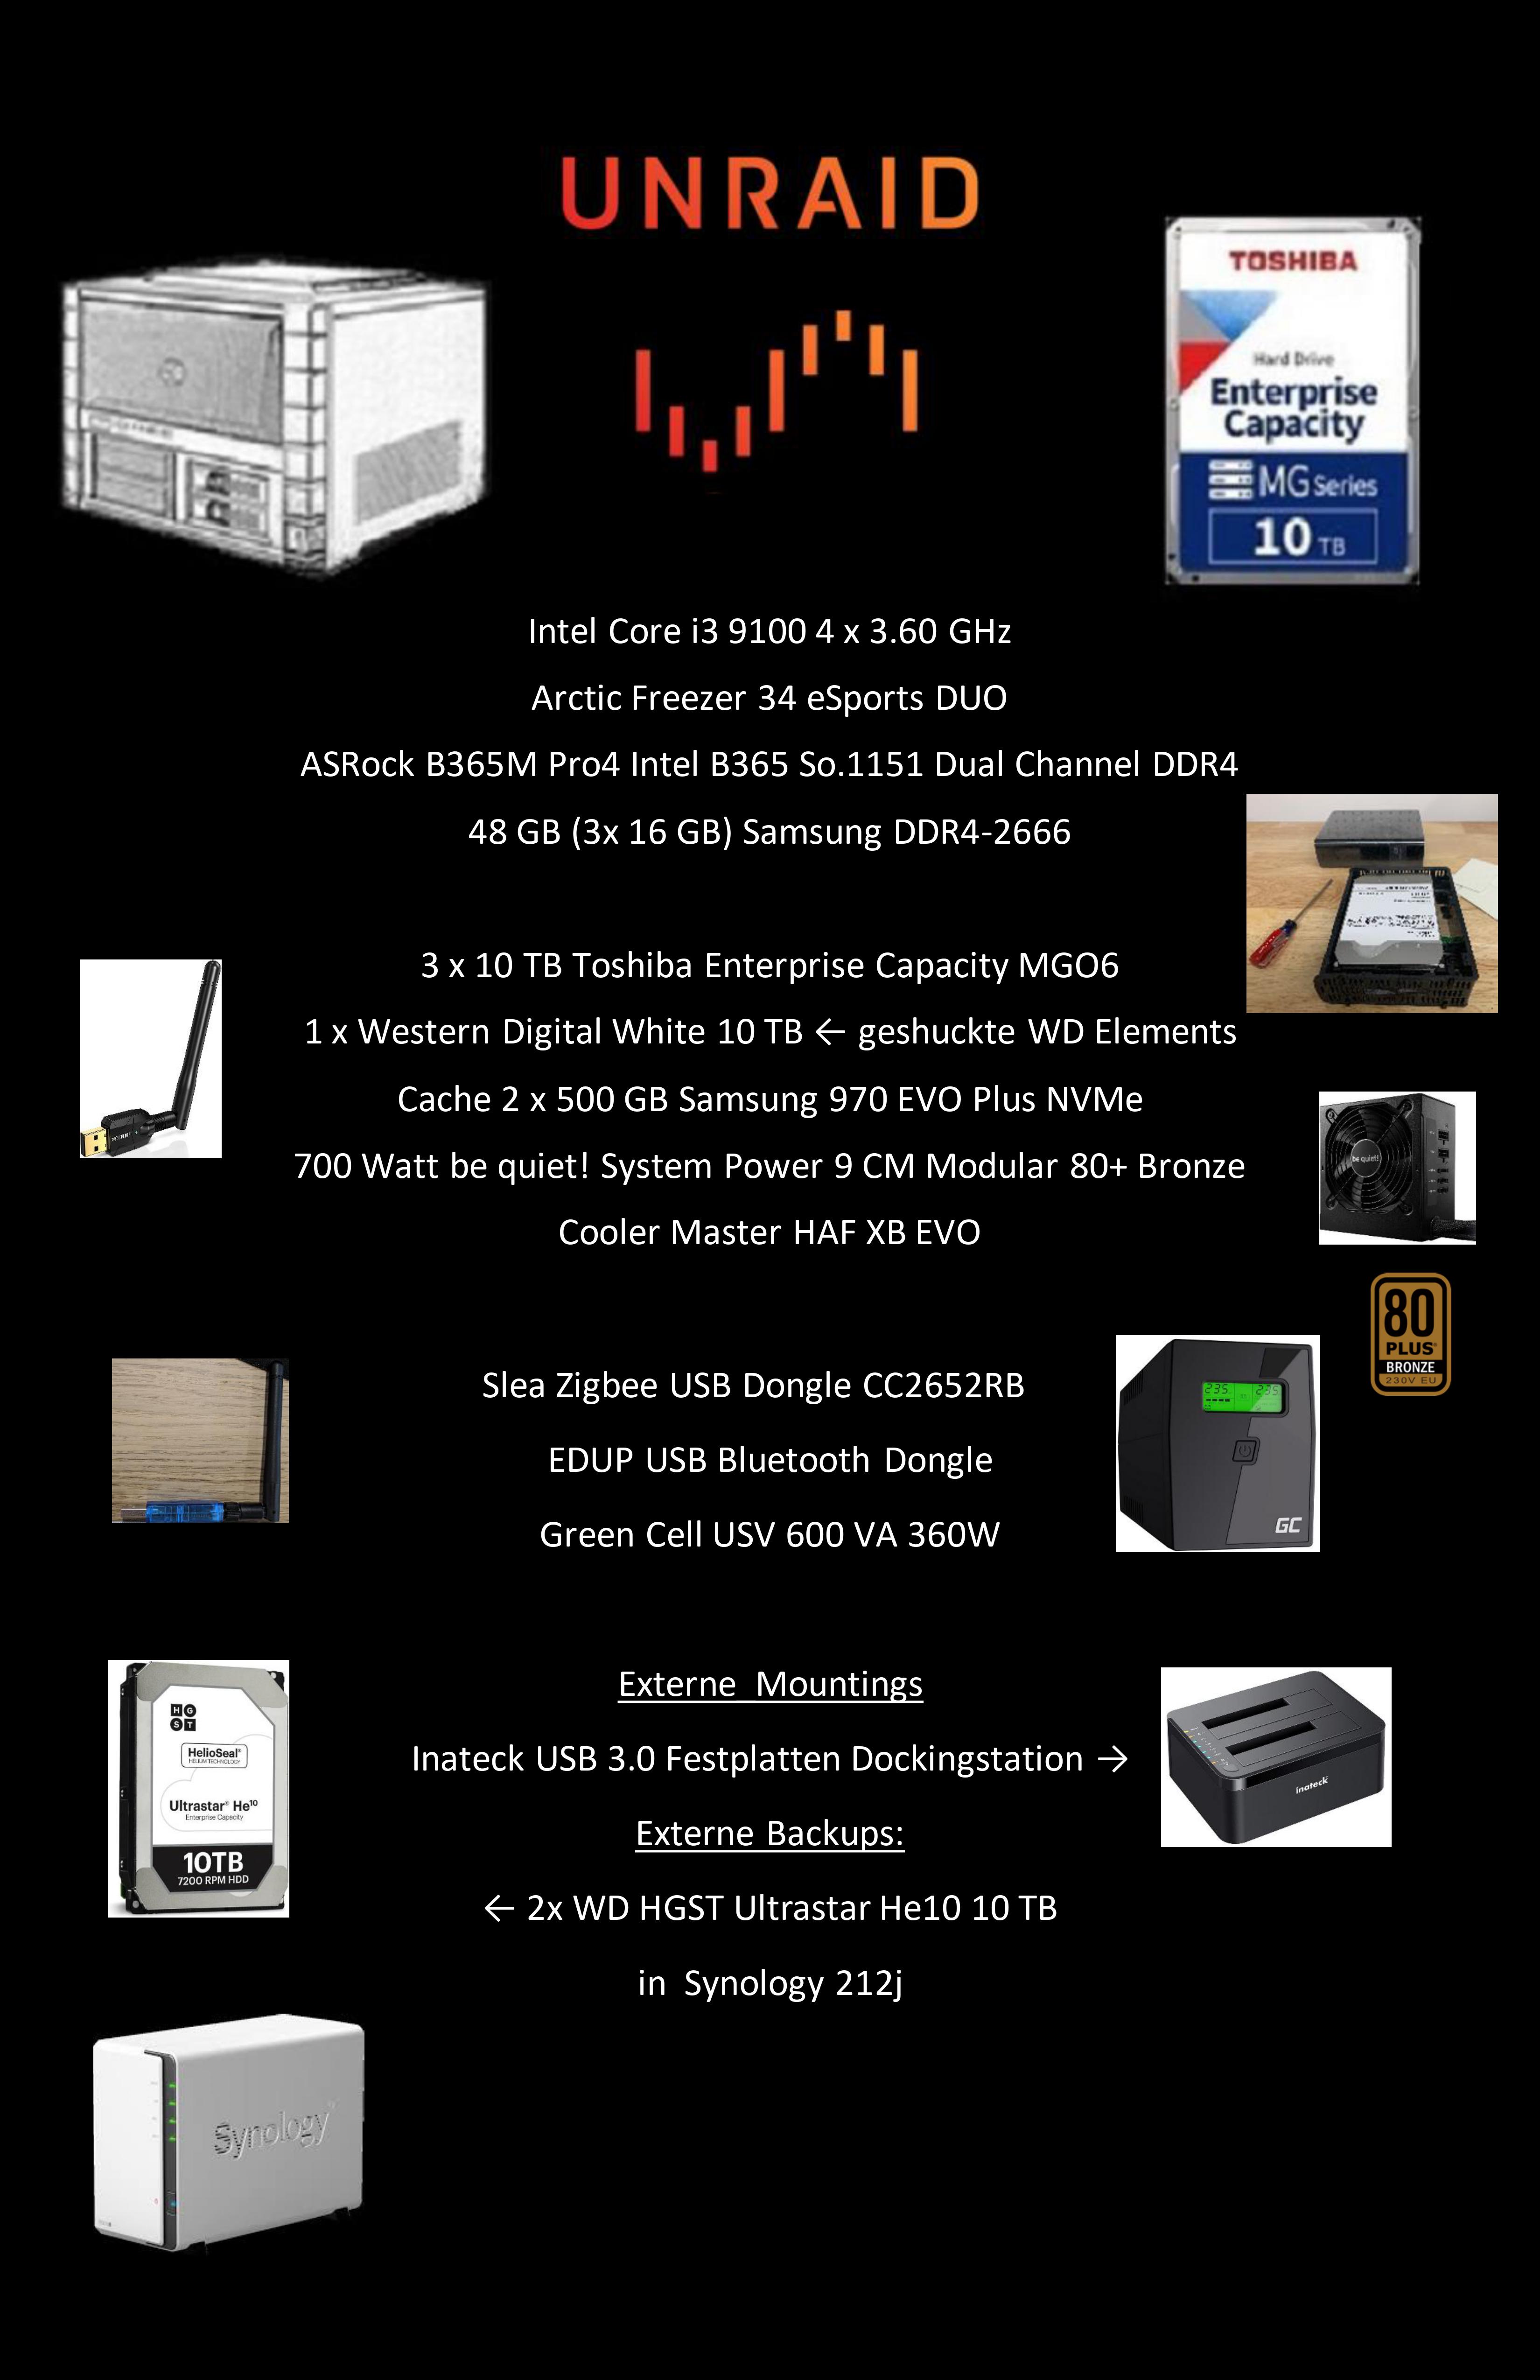 UNRAID
TOSHIBA
Hard Drive
Enterprise
Capacity
MG Series
10 TB
Intel Core i3 9100 4 x 3.60 GHz
Arctic Freezer 34 eSports DUO
ASRock B365M Pro4 Intel B365 So.1151 Dual Channel DDR4
48 GB (3x 16 GB) Samsung DDR4-2666
3 x 10 TB Toshiba Enterprise Capacity MGO6
1 x Western Digital White 10 TB ← geshuckte WD Elements
Cache 2 x 500 GB Samsung 970 EVO Plus NVMe
700 Watt be quiet! System Power 9 CM Modular 80+ Bronze
be quiet!
Cooler Master HAF XB EVO
80
PLUS®
BRONZE
230V EU
Slea Zigbee USB Dongle CC2652RB
235 235
EDUP USB Bluetooth Dongle
Green Cell USV 600 VA 360W
GC
Externe Mountings
Inateck USB 3.0 Festplatten Dockingstation →
inateck
Externe Backups:
← 2x WD HGST Ultrastar He10 10 TB
in Synology 212j
HG
ST
HelioSeal®
HELIUM TECHNOLOGY
Ultrastar® He10
Enterprise Capacity
10TB
7200 RPM HDD
Synology